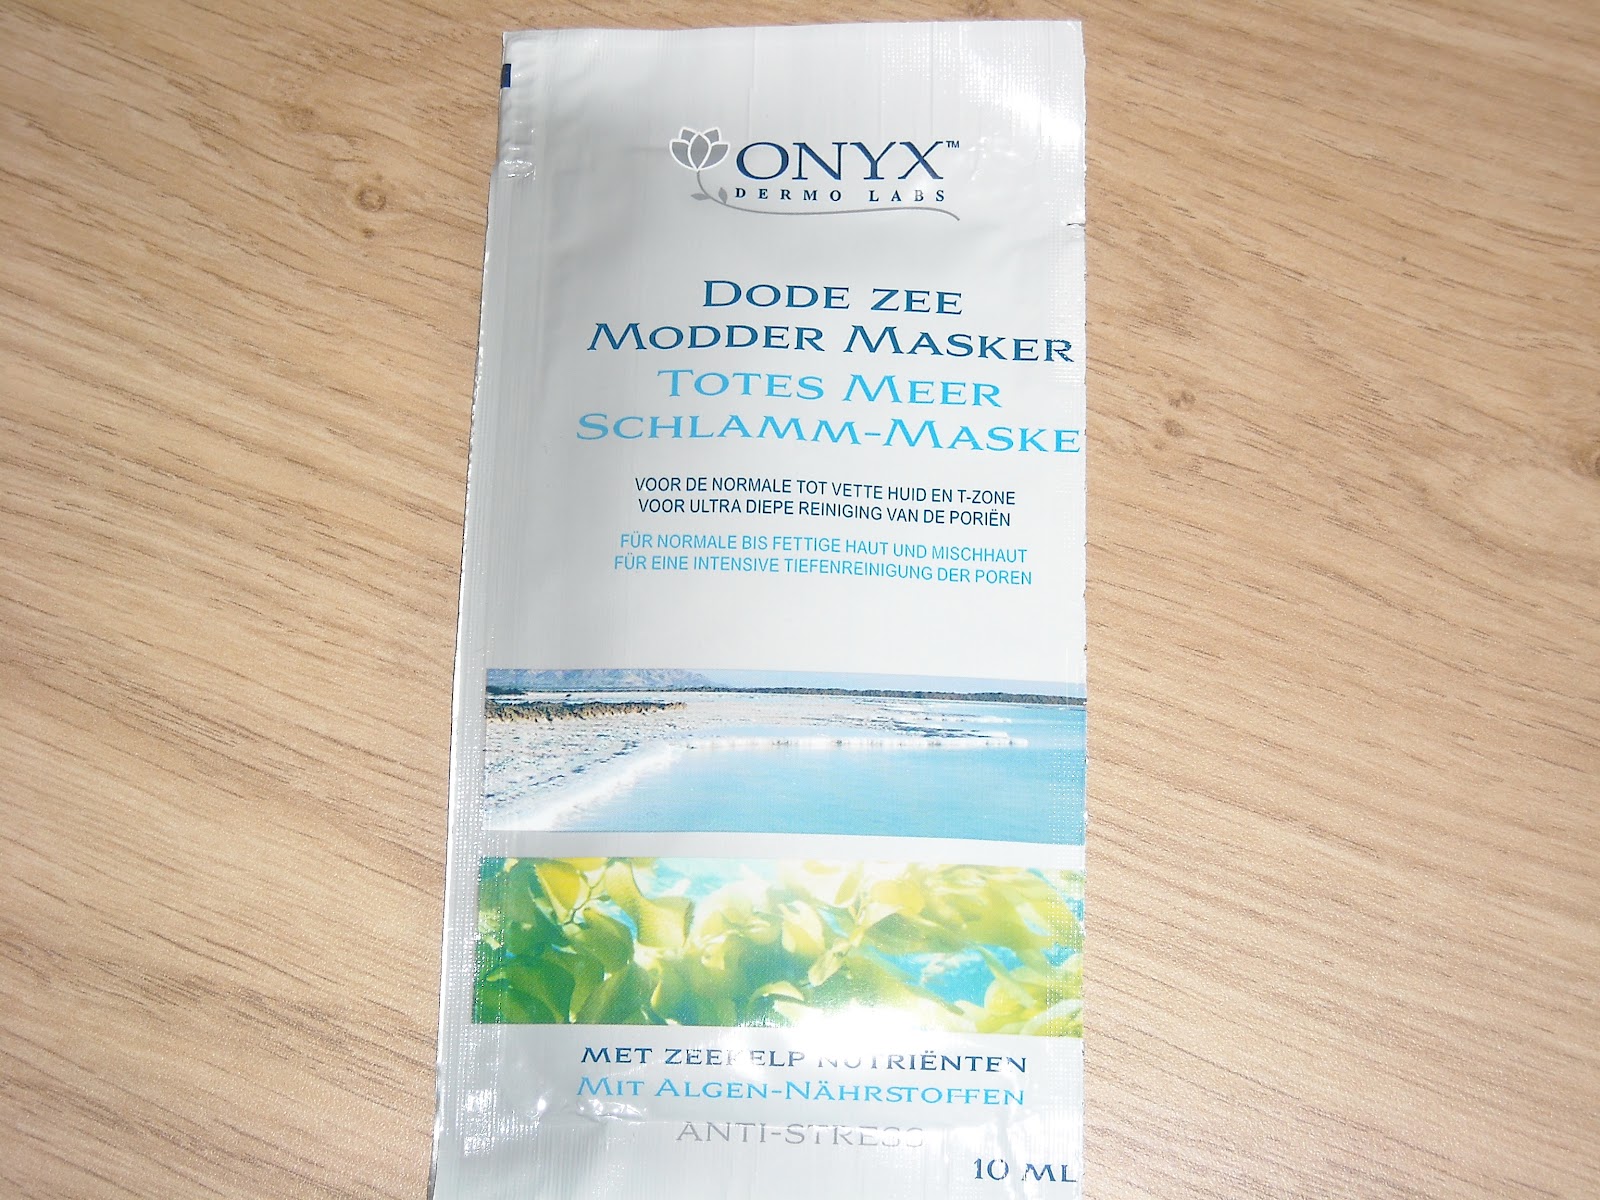 ONYX™
DERMO LABS
DODE ZEE
MODDER MASKER
TOTES MEER
SCHLAMM-MASKE
VOOR DE NORMALE TOT VETTE HUID EN T-ZONE
VOOR ULTRA DIEPE REINIGING VAN DE PORIËN
FÜR NORMALE BIS FETTIGE HAUT UND MISCHHAUT
FÜR EINE INTENSIVE TIEFENREINIGUNG DER POREN
MET ZEEKELP NUTRIËNTEN
MIT ALGEN-NÄHRSTOFFEN
ANTI-STRESS
10 ML